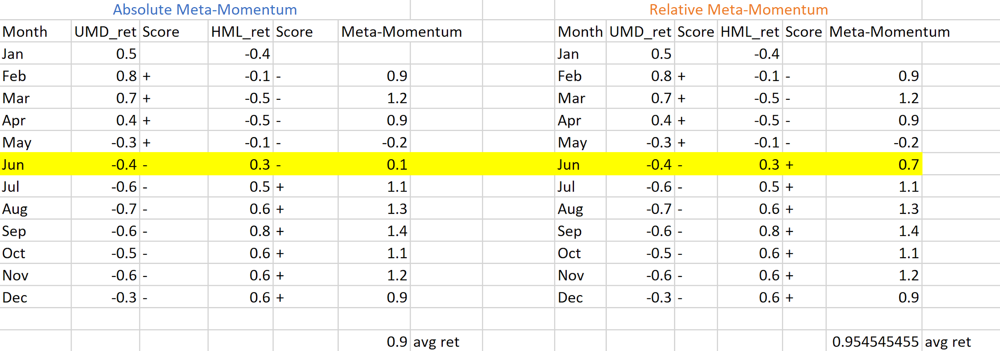 Absolute Meta-Momentum Relative Meta-Momentum
Month UMD_ret Score HML_ret Score Meta-Momentum Month UMD_ret Score HML_ret Score Meta-Momentum
Jan 0.5 -0.4 Jan 0.5 -0.4
Feb 0.8 + -0.1 - 0.9 Feb 0.8 + -0.1 - 0.9
Mar 0.7 + -0.5 - 1.2 Mar 0.7 + -0.5 - 1.2
Apr 0.4 + -0.5 - 0.9 Apr 0.4 + -0.5 - 0.9
May -0.3 + -0.1 - -0.2 May -0.3 + -0.1 - -0.2
Jun -0.4 - 0.3 - 0.1 Jun -0.4 - 0.3 + 0.7
Jul -0.6 - 0.5 + 1.1 Jul -0.6 - 0.5 + 1.1
Aug -0.7 - 0.6 + 1.3 Aug -0.7 - 0.6 + 1.3
Sep -0.6 - 0.8 + 1.4 Sep -0.6 - 0.8 + 1.4
Oct -0.5 - 0.6 + 1.1 Oct -0.5 - 0.6 + 1.1
Nov -0.6 - 0.6 + 1.2 Nov -0.6 - 0.6 + 1.2
Dec -0.3 - 0.6 + 0.9 Dec -0.3 - 0.6 + 0.9
0.9 avg ret 0.954545455 avg ret